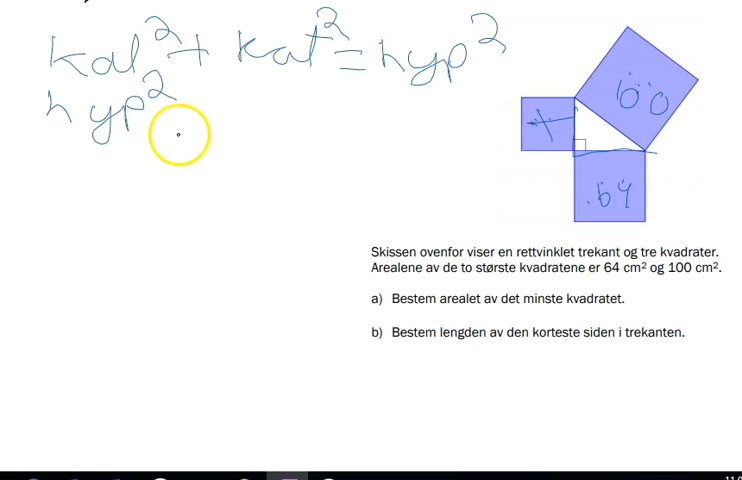 kat² + kat² = hyp²
hyp²
100
64
Skissen ovenfor viser en rettvinklet trekant og tre kvadrater.
Arealene av de to største kvadratene er 64 cm² og 100 cm².
a) Bestem arealet av det minste kvadratet.
b) Bestem lengden av den korteste siden i trekanten.